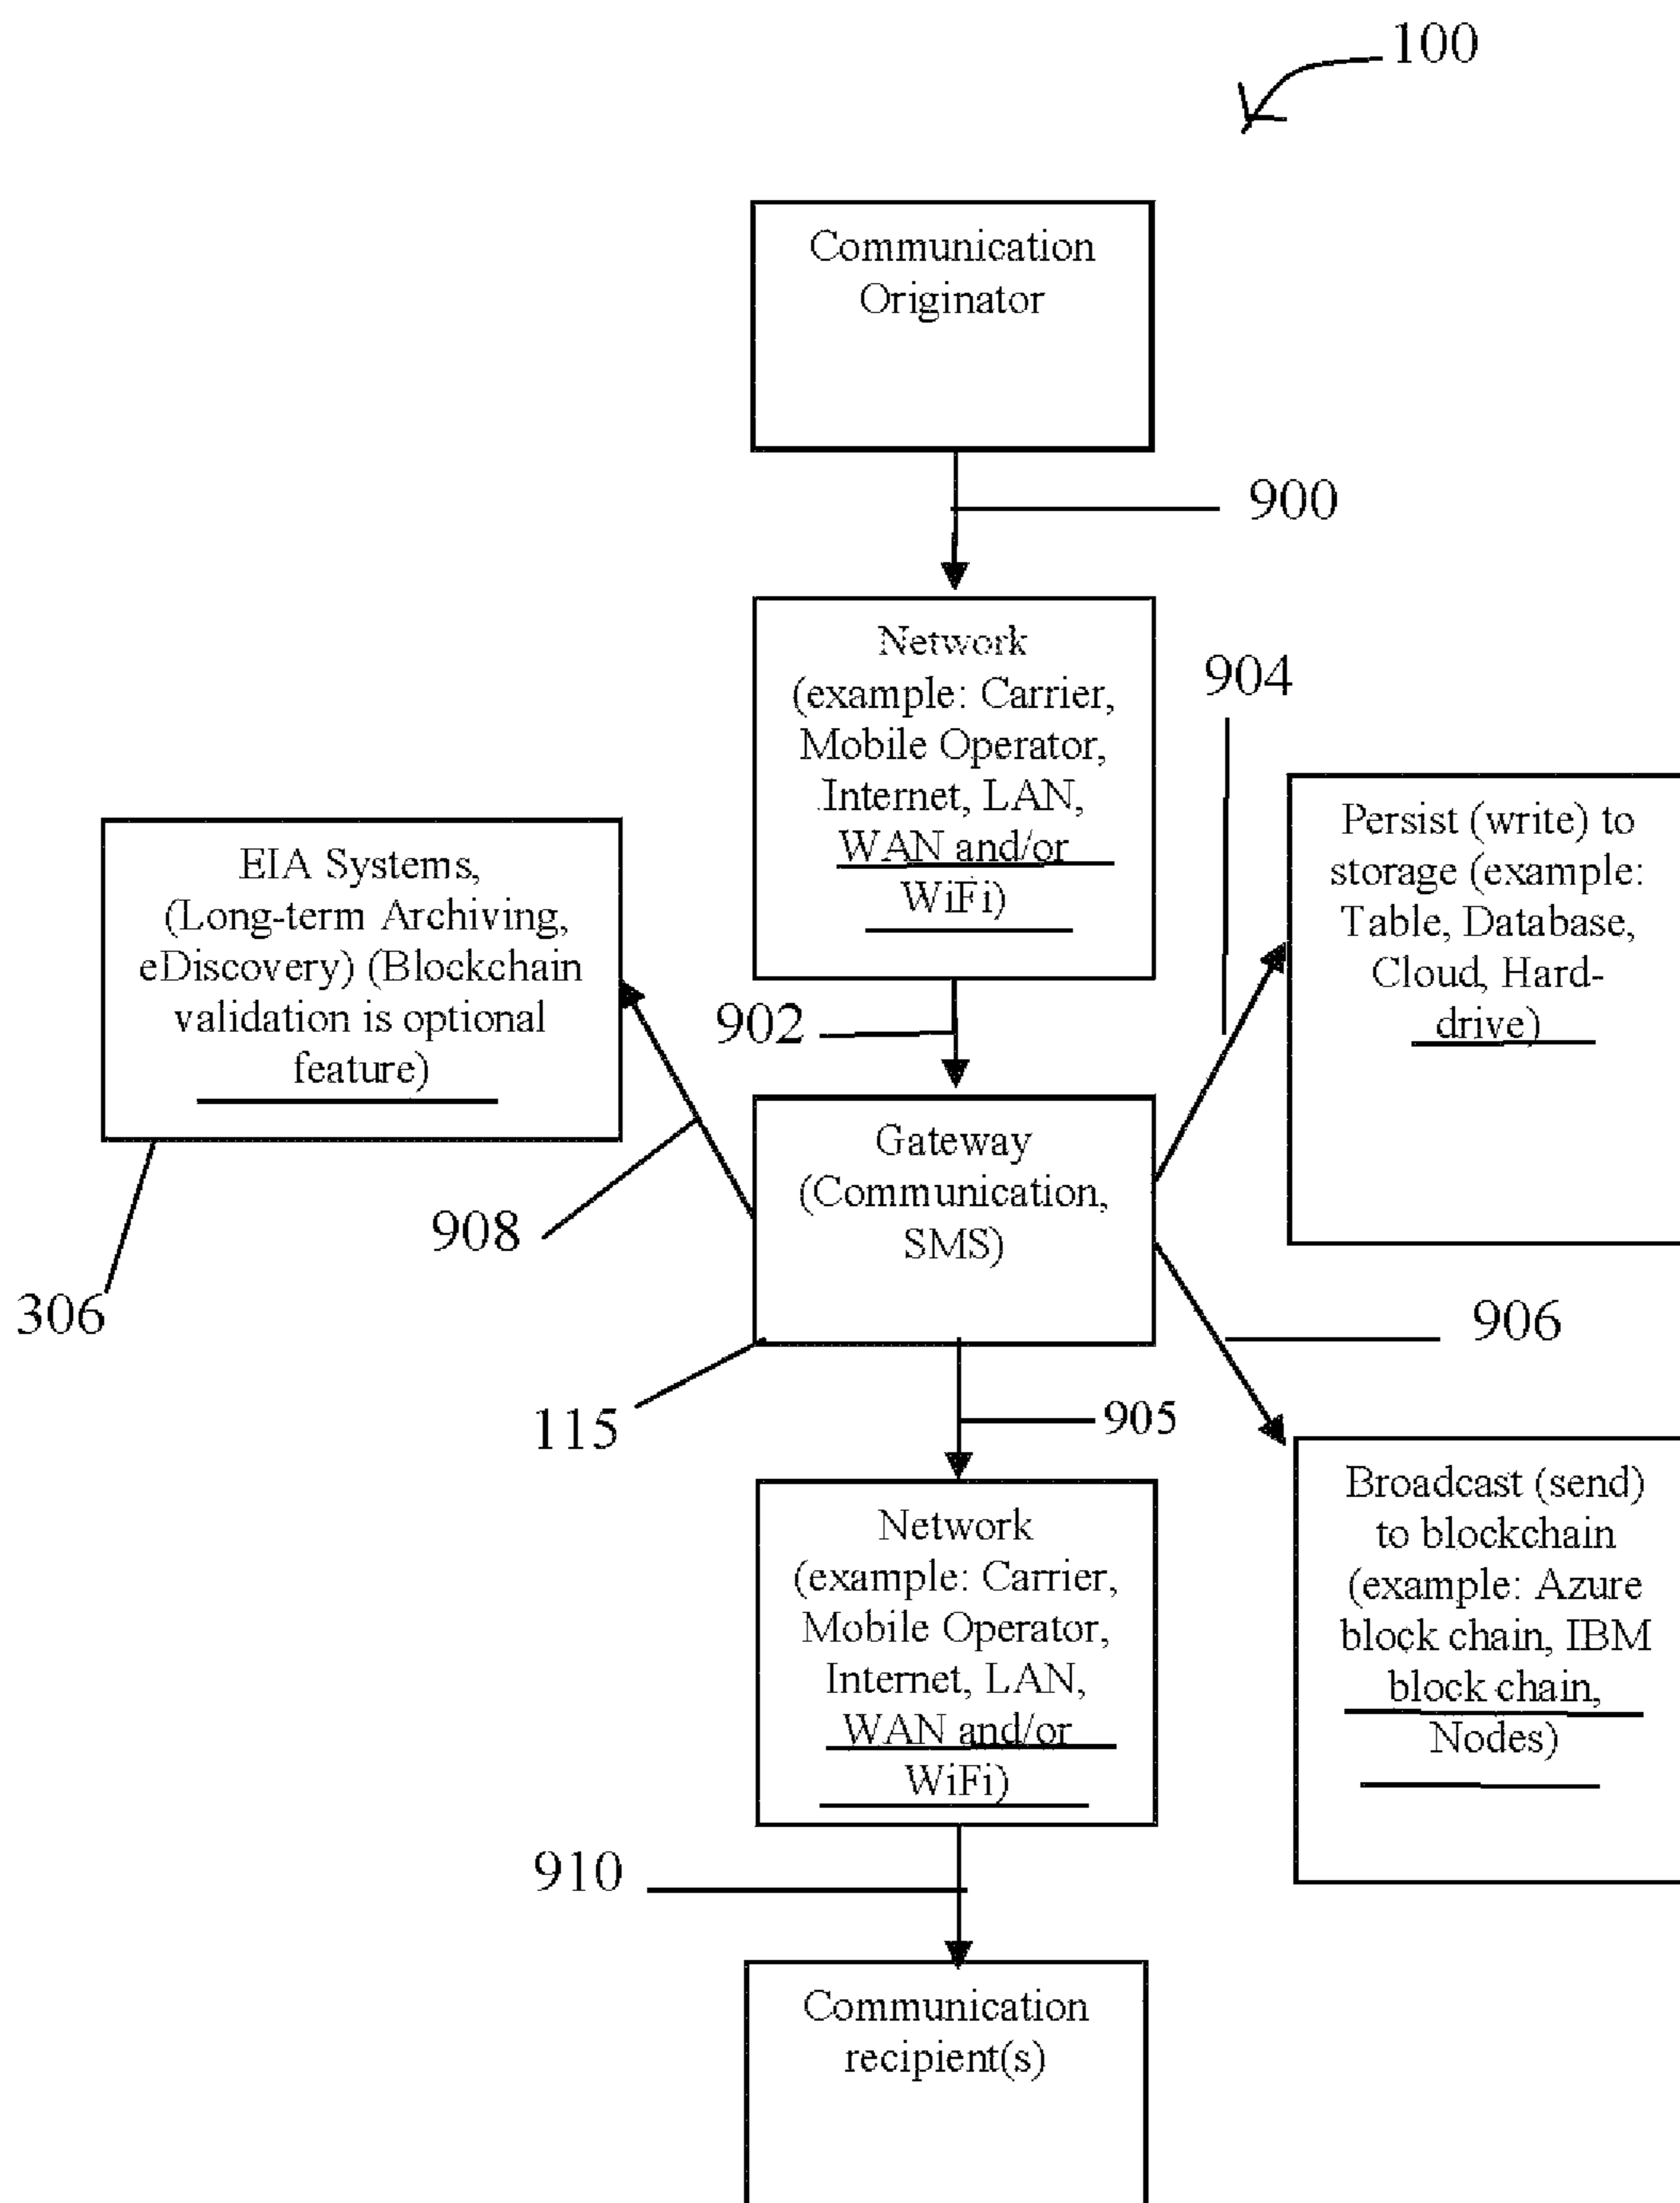 100
Communication
Originator
900
Network
(example: Carrier,
Mobile Operator,
Internet, LAN,
WAN and/or
WiFi)
904
Persist (write) to
storage (example:
Table, Database,
Cloud, Hard-
drive)
EIA Systems,
(Long-term Archiving,
eDiscovery) (Blockchain
validation is optional
feature)
902
Gateway
(Communication,
SMS)
908
306
906
115
905
Network
(example: Carrier,
Mobile Operator,
Internet, LAN,
WAN and/or
WiFi)
Broadcast (send)
to blockchain
(example: Azure
block chain, IBM
block chain,
Nodes)
910
Communication
recipient(s)